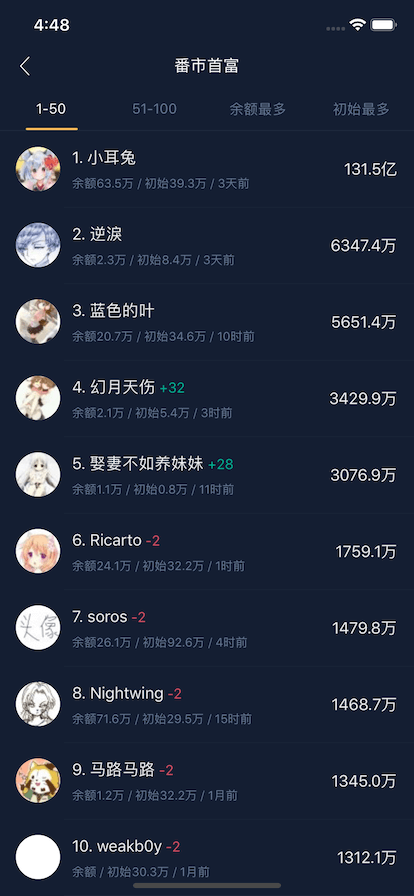 4:48
番市首富
1-50 51-100 余额最多 初始最多
1. 小耳兔
131.5亿
余额63.5万 / 初始39.3万 / 3天前
2. 逆淚
6347.4万
余额2.3万 / 初始8.4万 / 3天前
3. 蓝色的叶
5651.4万
余额20.7万 / 初始34.6万 / 10时前
4. 幻月天伤 +32
3429.9万
余额2.1万 / 初始5.4万 / 3时前
5. 娶妻不如养妹妹 +28
3076.9万
余额1.1万 / 初始0.8万 / 11时前
6. Ricarto -2
1759.1万
余额24.1万 / 初始32.2万 / 1时前
头像
7. soros -2
1479.8万
余额26.1万 / 初始92.6万 / 4时前
8. Nightwing -2
1468.7万
余额71.6万 / 初始29.5万 / 15时前
9. 马路马路 -2
1345.0万
余额1.2万 / 初始32.2万 / 1月前
10. weakb0y -2
1312.1万
余额 / 初始30.3万 / 1月前